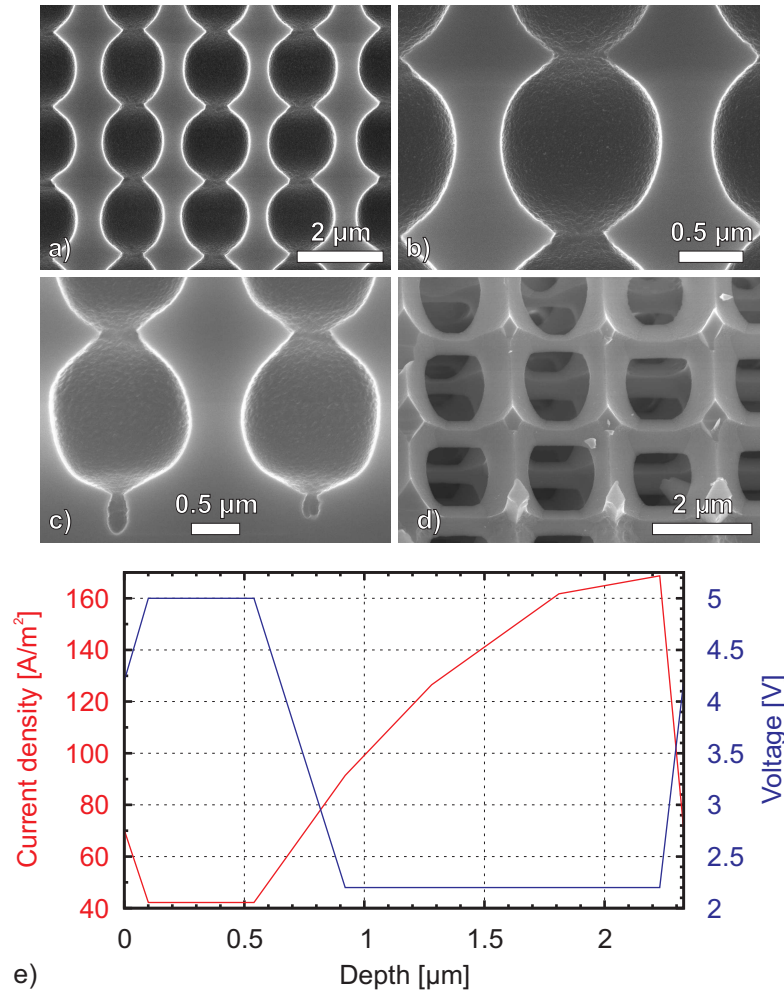 a)
2 µm
b)
0.5 µm
c)
0.5 µm
d)
2 µm
Current density [A/m²]
160
140
120
100
80
60
40
5
4.5
4
3.5
3
2.5
2
Voltage [V]
0
0.5
1
1.5
2
Depth [µm]
e)